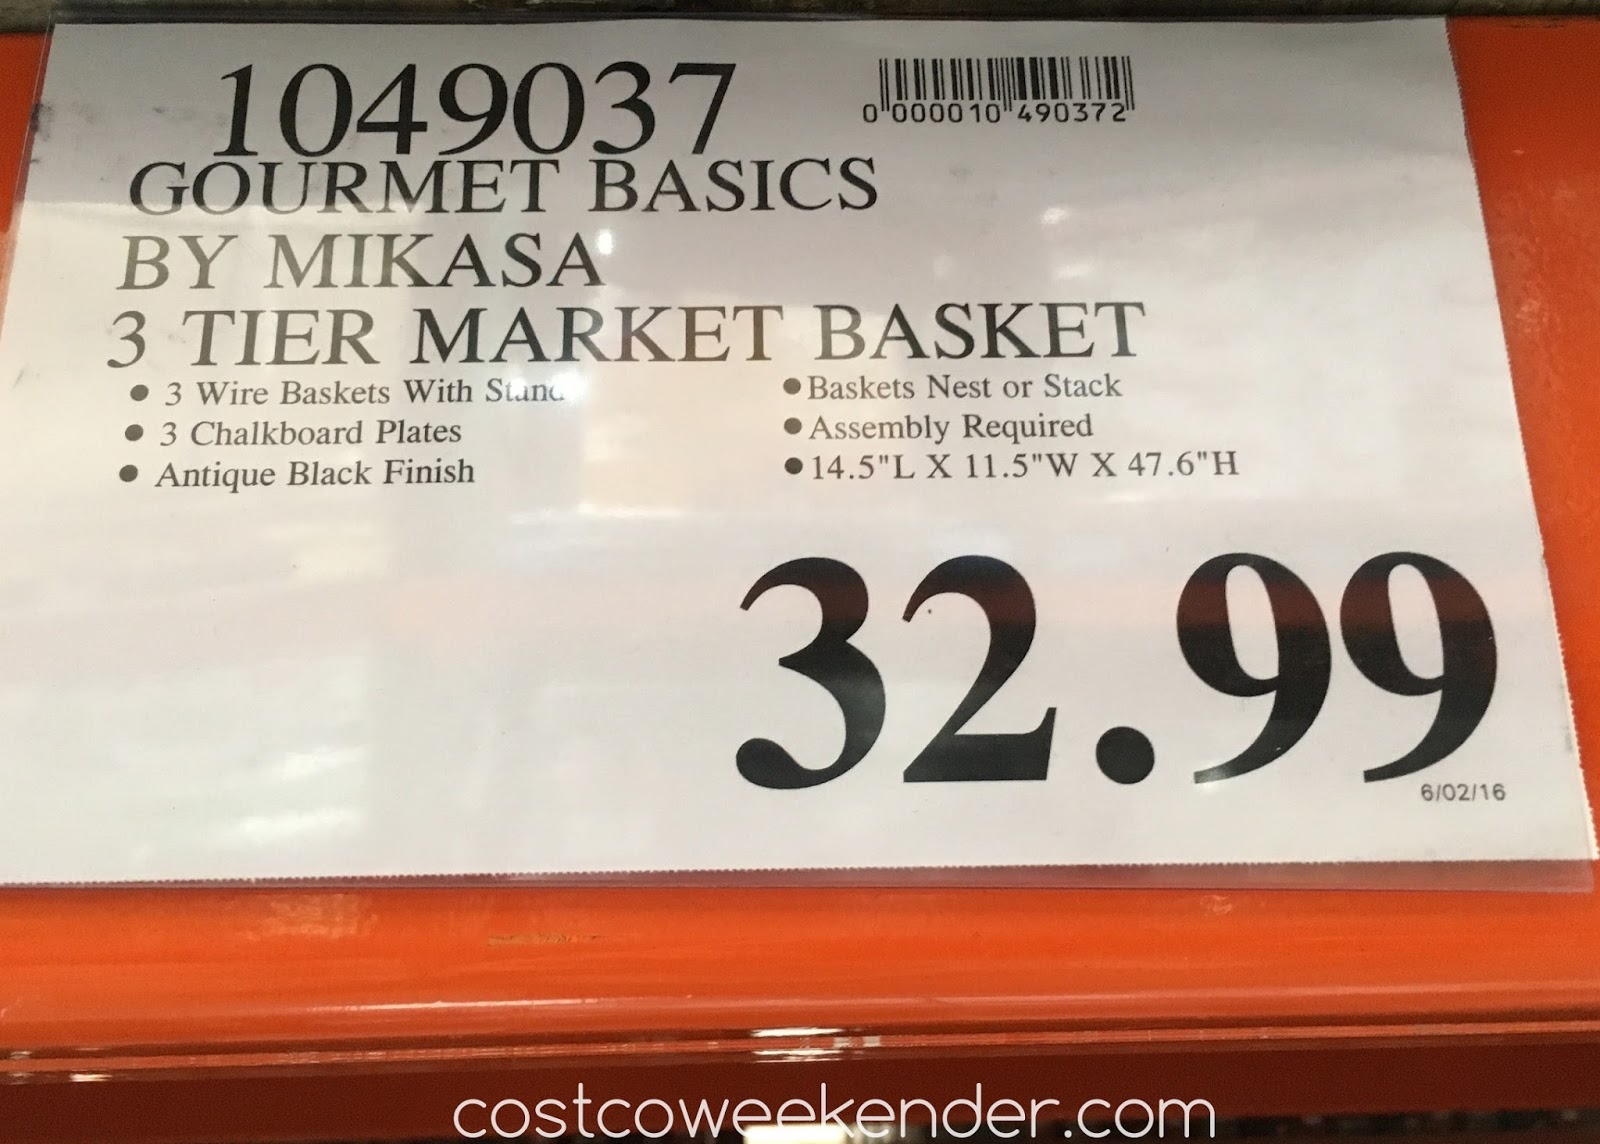 1049037
0 000010 490372
GOURMET BASICS
BY MIKASA
3 TIER MARKET BASKET
• 3 Wire Baskets With Stand
• 3 Chalkboard Plates
• Antique Black Finish
• Baskets Nest or Stack
• Assembly Required
• 14.5"L X 11.5"W X 47.6"H
32.99
6/02/16
costcoweekender.com